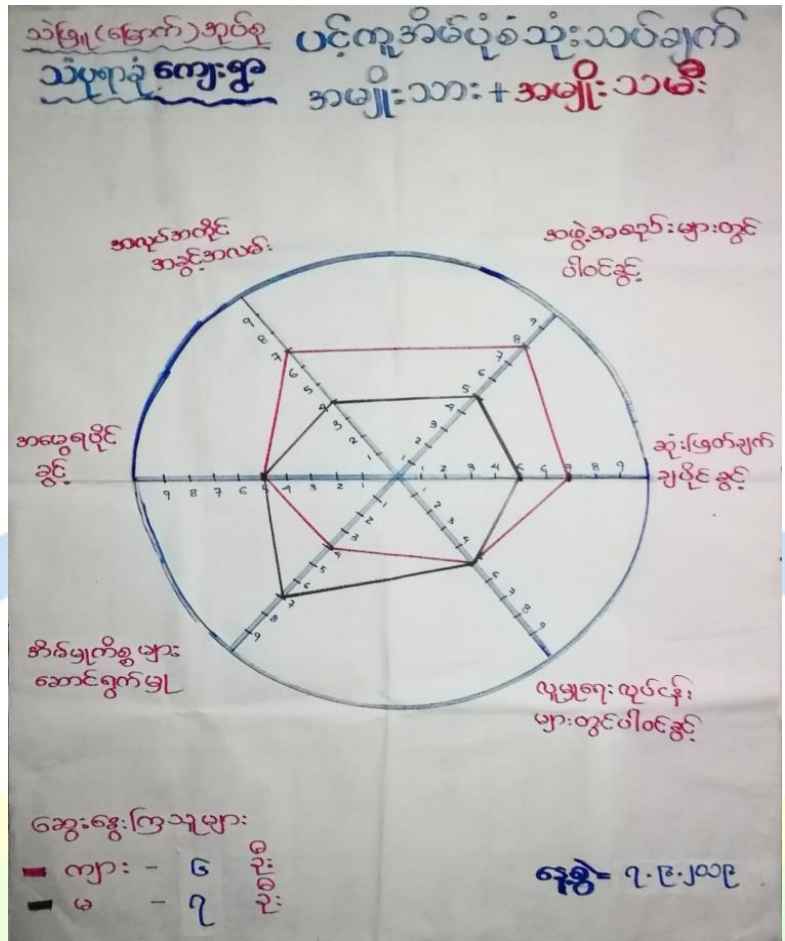 သဲဖြူ(မြောက်)အုပ်စု
သံပုရာခုံ ကျေးရွာ
ပင့်ကူအိမ်ပုံစံသုံးသပ်ချက်
အမျိုးသား+အမျိုးသမီး
အလုပ်အကိုင်
အခွင့်အလမ်း
အဖွဲ့အစည်းများတွင်
ပါဝင်ခွင့်
အမွေရပိုင်
ခွင့်
ဆုံးဖြတ်ချက်
ချပိုင်ခွင့်
အိမ်မှုကိစ္စများ
ဆောင်ရွက်မှု
လူမှုရေးလုပ်ငန်း
များတွင်ပါဝင်ခွင့်
ဆွေးနွေးကြသူများ
ကျား - ၆ ဦး
မ - ၇ ဦး
နေ့စွဲ= ၇.၉.၂၀၁၉